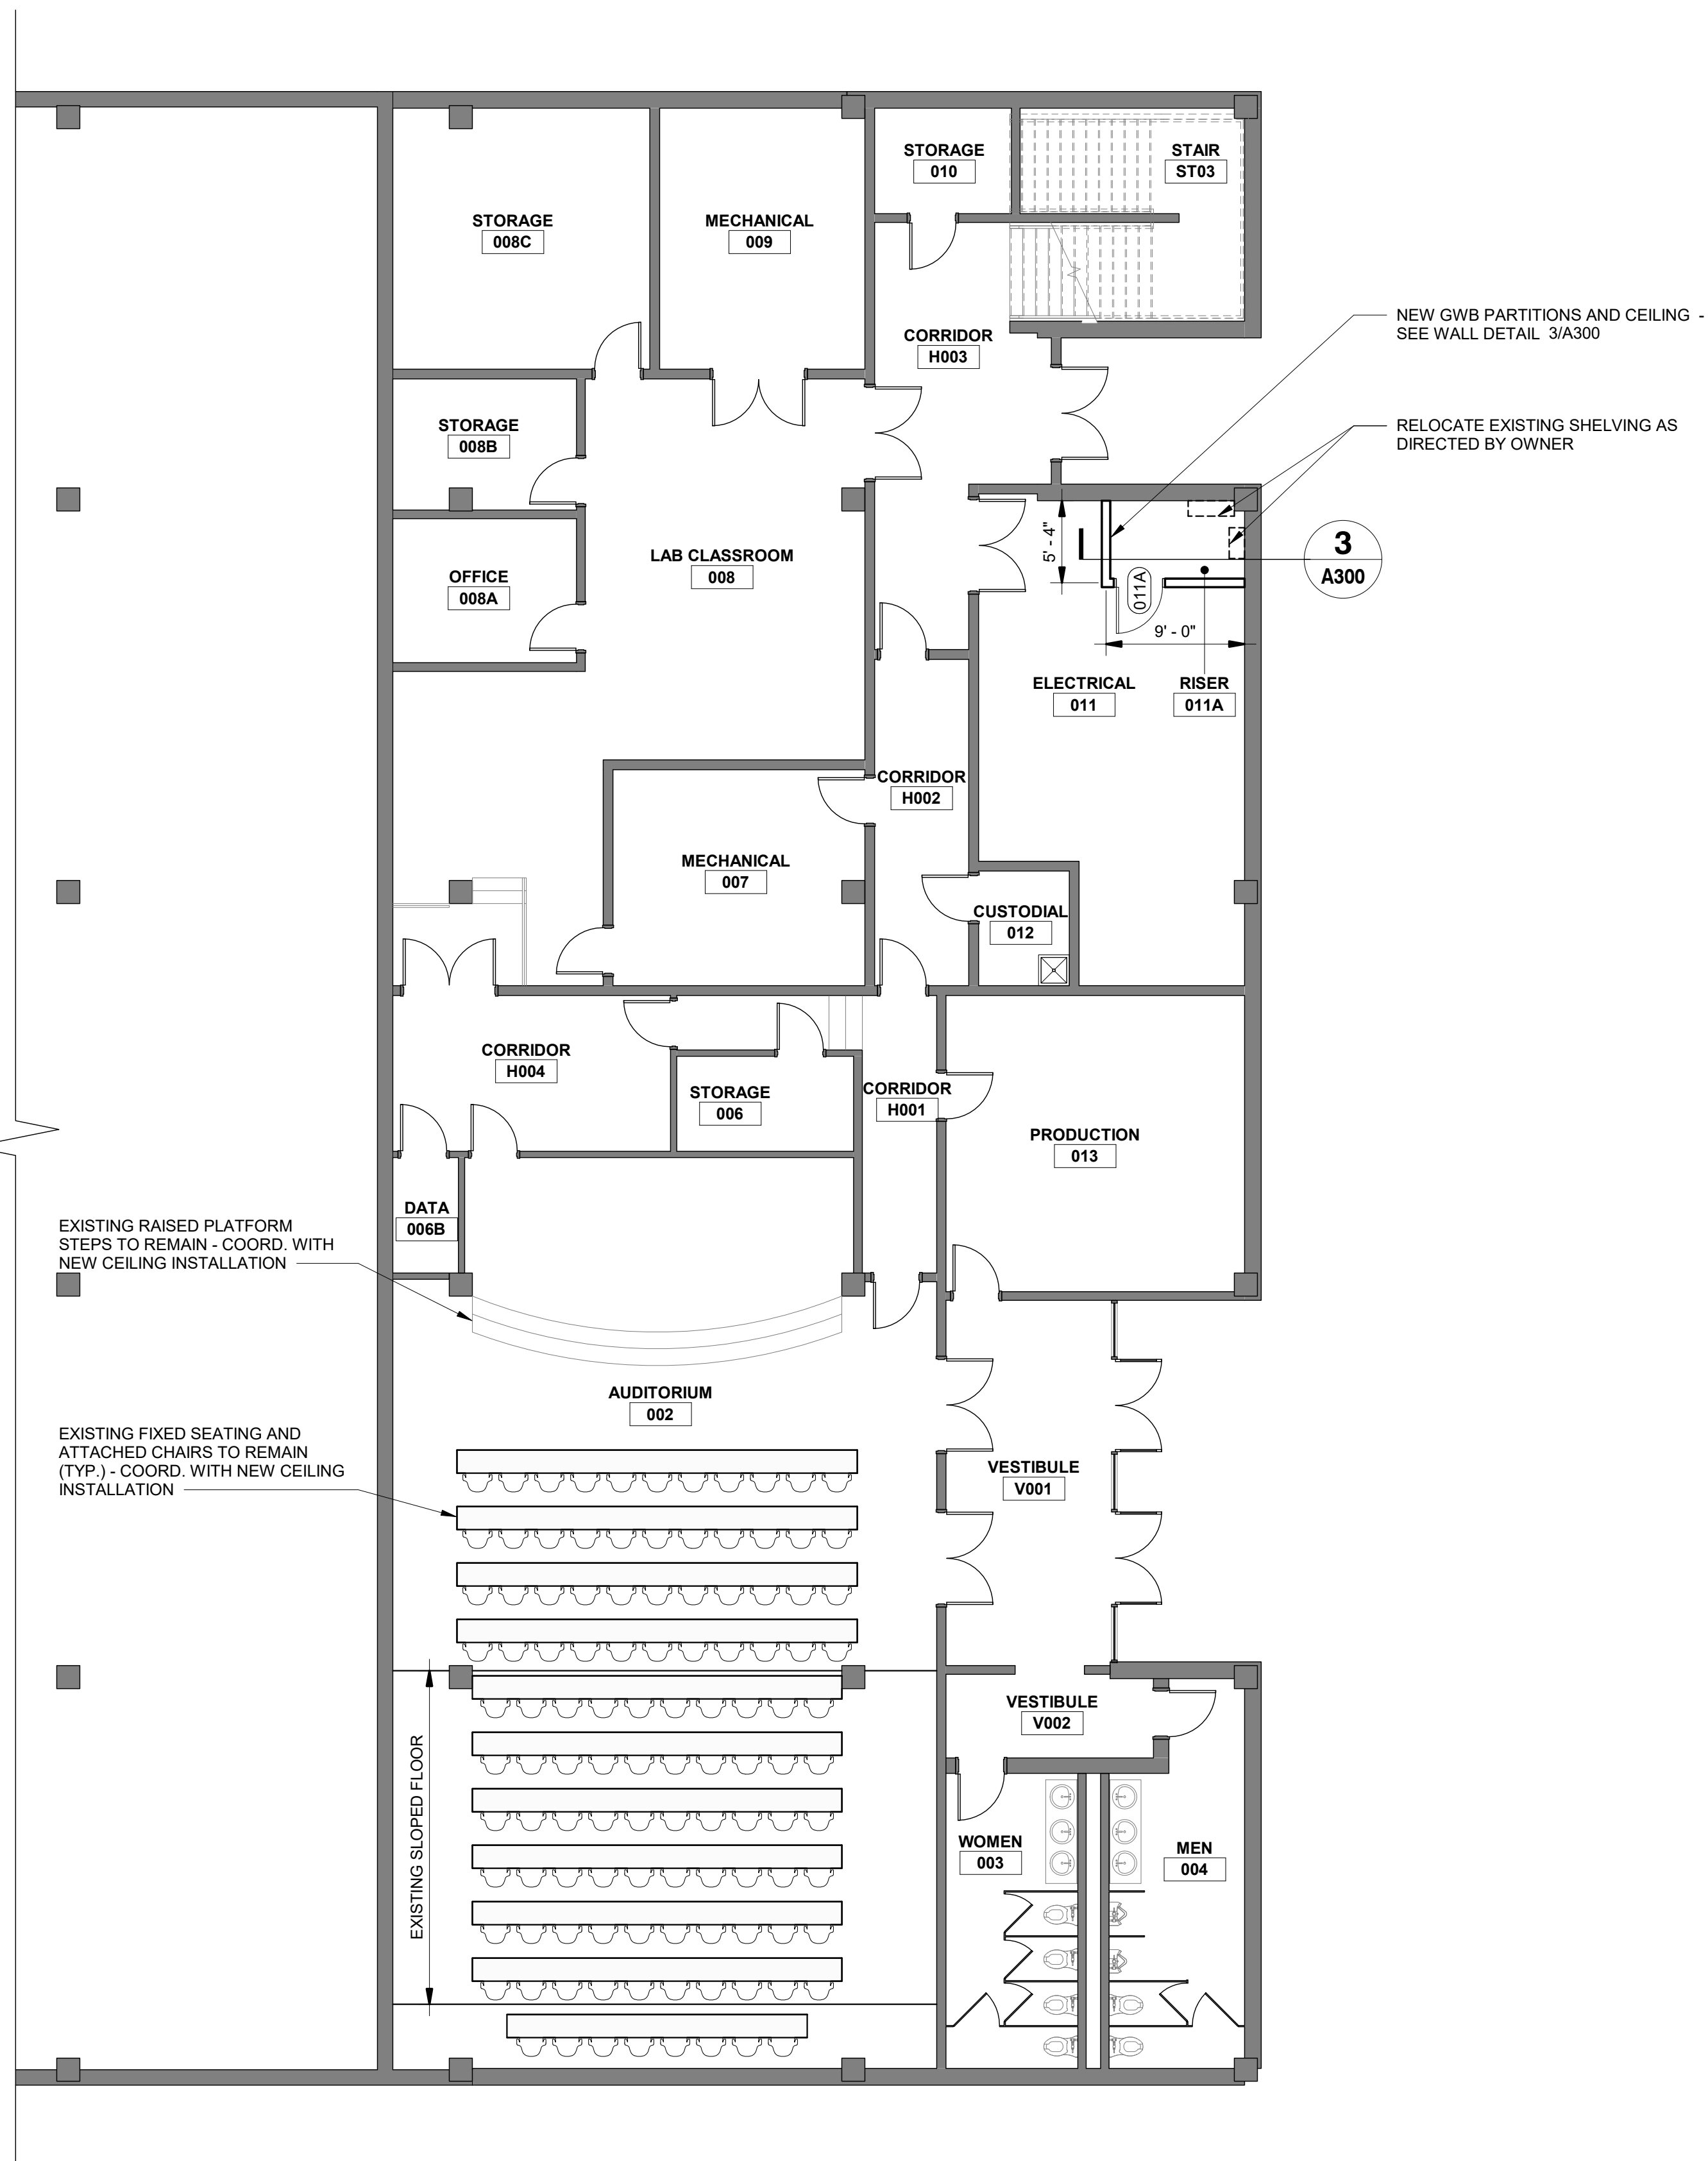 STORAGE
010
STAIR
ST03
STORAGE
008C
MECHANICAL
009
NEW GWB PARTITIONS AND CEILING -
SEE WALL DETAIL 3/A300
CORRIDOR
H003
STORAGE
008B
RELOCATE EXISTING SHELVING AS
DIRECTED BY OWNER
5' - 4"
3
A300
LAB CLASSROOM
008
OFFICE
008A
011A
9' - 0"
ELECTRICAL
011
RISER
011A
CORRIDOR
H002
MECHANICAL
007
CUSTODIAL
012
CORRIDOR
H004
STORAGE
006
CORRIDOR
H001
PRODUCTION
013
DATA
006B
EXISTING RAISED PLATFORM
STEPS TO REMAIN - COORD. WITH
NEW CEILING INSTALLATION
AUDITORIUM
002
EXISTING FIXED SEATING AND
ATTACHED CHAIRS TO REMAIN
(TYP.) - COORD. WITH NEW CEILING
INSTALLATION
VESTIBULE
V001
VESTIBULE
V002
EXISTING SLOPED FLOOR
WOMEN
003
MEN
004